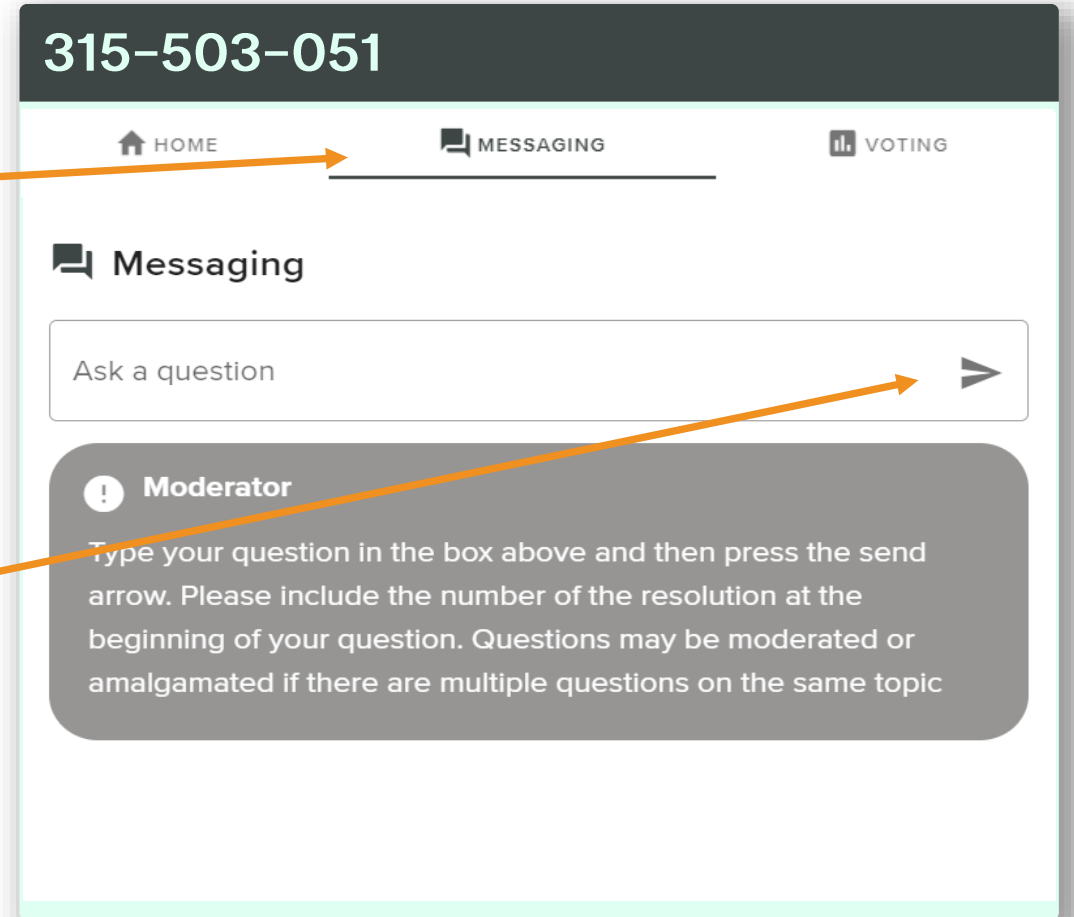 315-503-051
HOME
MESSAGING
VOTING
Messaging
Ask a question
Moderator
Type your question in the box above and then press the send
arrow. Please include the number of the resolution at the
beginning of your question. Questions may be moderated or
amalgamated if there are multiple questions on the same topic